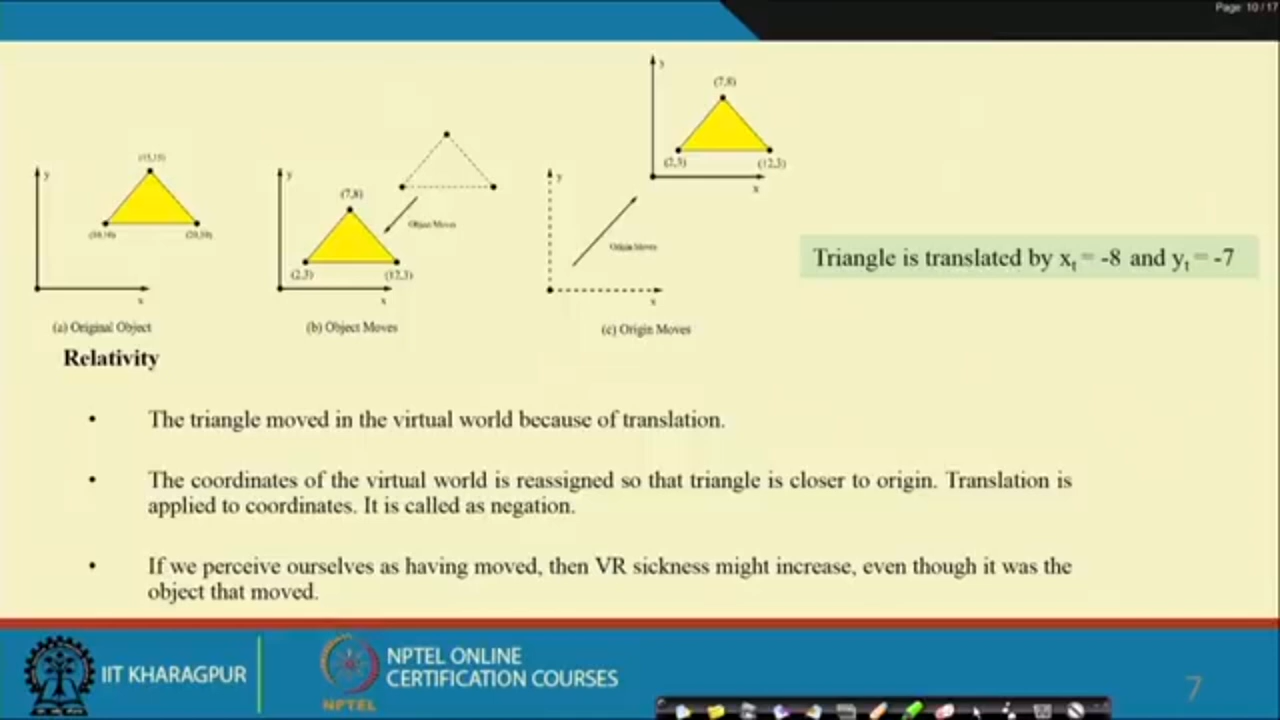 Page: 10 / 17
y
(7,8)
(2,3)
(12,3)
x
(15,15)
y
(10,10)
(20,10)
x
y
(7,8)
Object Moves
(2,3)
(12,3)
x
y
Origin Moves
x
Triangle is translated by xt = -8 and yt = -7
(a) Original Object
(b) Object Moves
(c) Origin Moves
Relativity
• The triangle moved in the virtual world because of translation.
• The coordinates of the virtual world is reassigned so that triangle is closer to origin. Translation is
applied to coordinates. It is called as negation.
• If we perceive ourselves as having moved, then VR sickness might increase, even though it was the
object that moved.
IIT KHARAGPUR
NPTEL
NPTEL ONLINE
CERTIFICATION COURSES
7